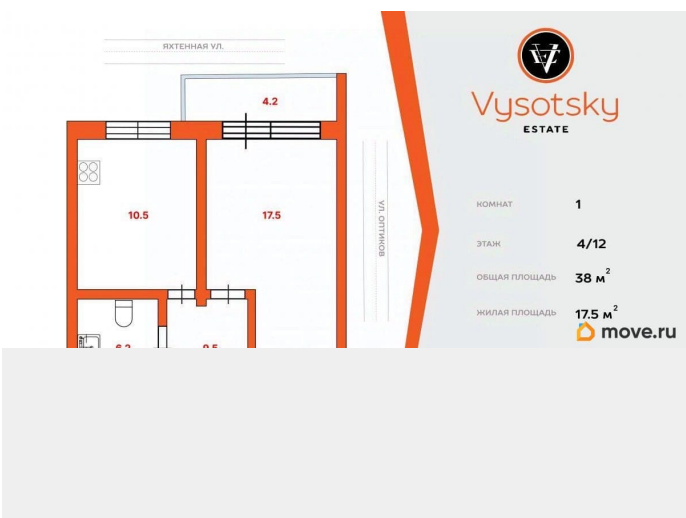 ЯХТЕННАЯ УЛ.
4.2
10.5
17.5
УЛ. ОПТИКОВ
Vysotsky
ESTATE
КОМНАТ 1
ЭТАЖ 4/12
ОБЩАЯ ПЛОЩАДЬ 38 м²
ЖИЛАЯ ПЛОЩАДЬ 17.5 м²
move.ru